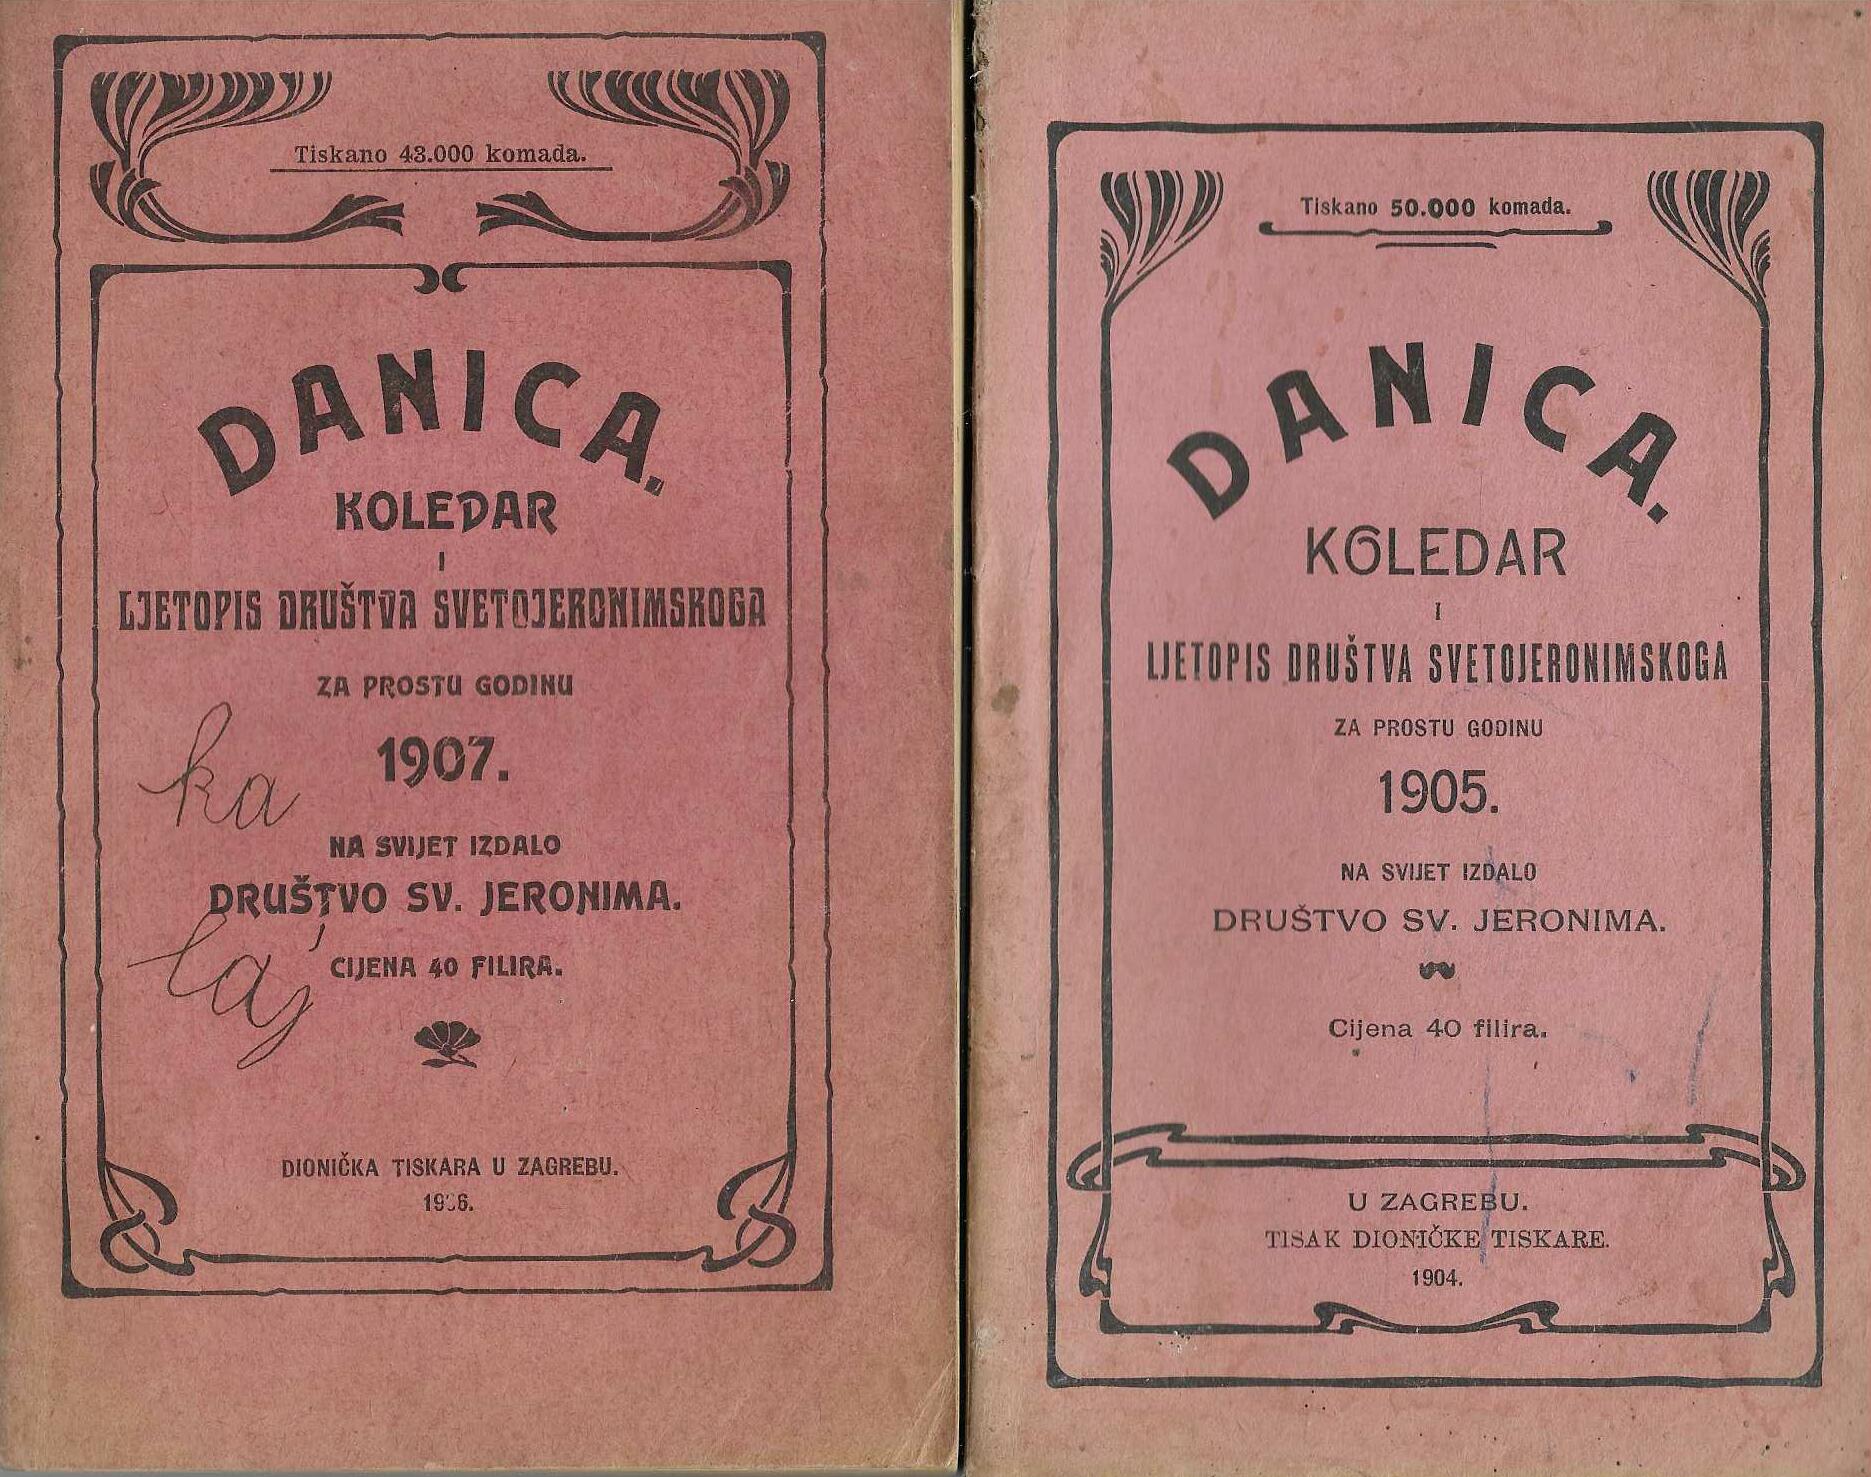 Tiskano 43.000 komada.
DANICA.
KOLEDAR
I
LJETOPIS DRUŠTVA SVETOJERONIMSKOGA
ZA PROSTU GODINU
1907.
ka
NA SVIJET IZDALO
DRUŠTVO SV. JERONIMA.
laj
CIJENA 40 FILIRA.
DIONIČKA TISKARA U ZAGREBU.
1906.
Tiskano 50.000 komada.
DANICA.
KOLEDAR
I
LJETOPIS DRUŠTVA SVETOJERONIMSKOGA
ZA PROSTU GODINU
1905.
NA SVIJET IZDALO
DRUŠTVO SV. JERONIMA.
Cijena 40 filira.
U ZAGREBU.
TISAK DIONIČKE TISKARE.
1904.